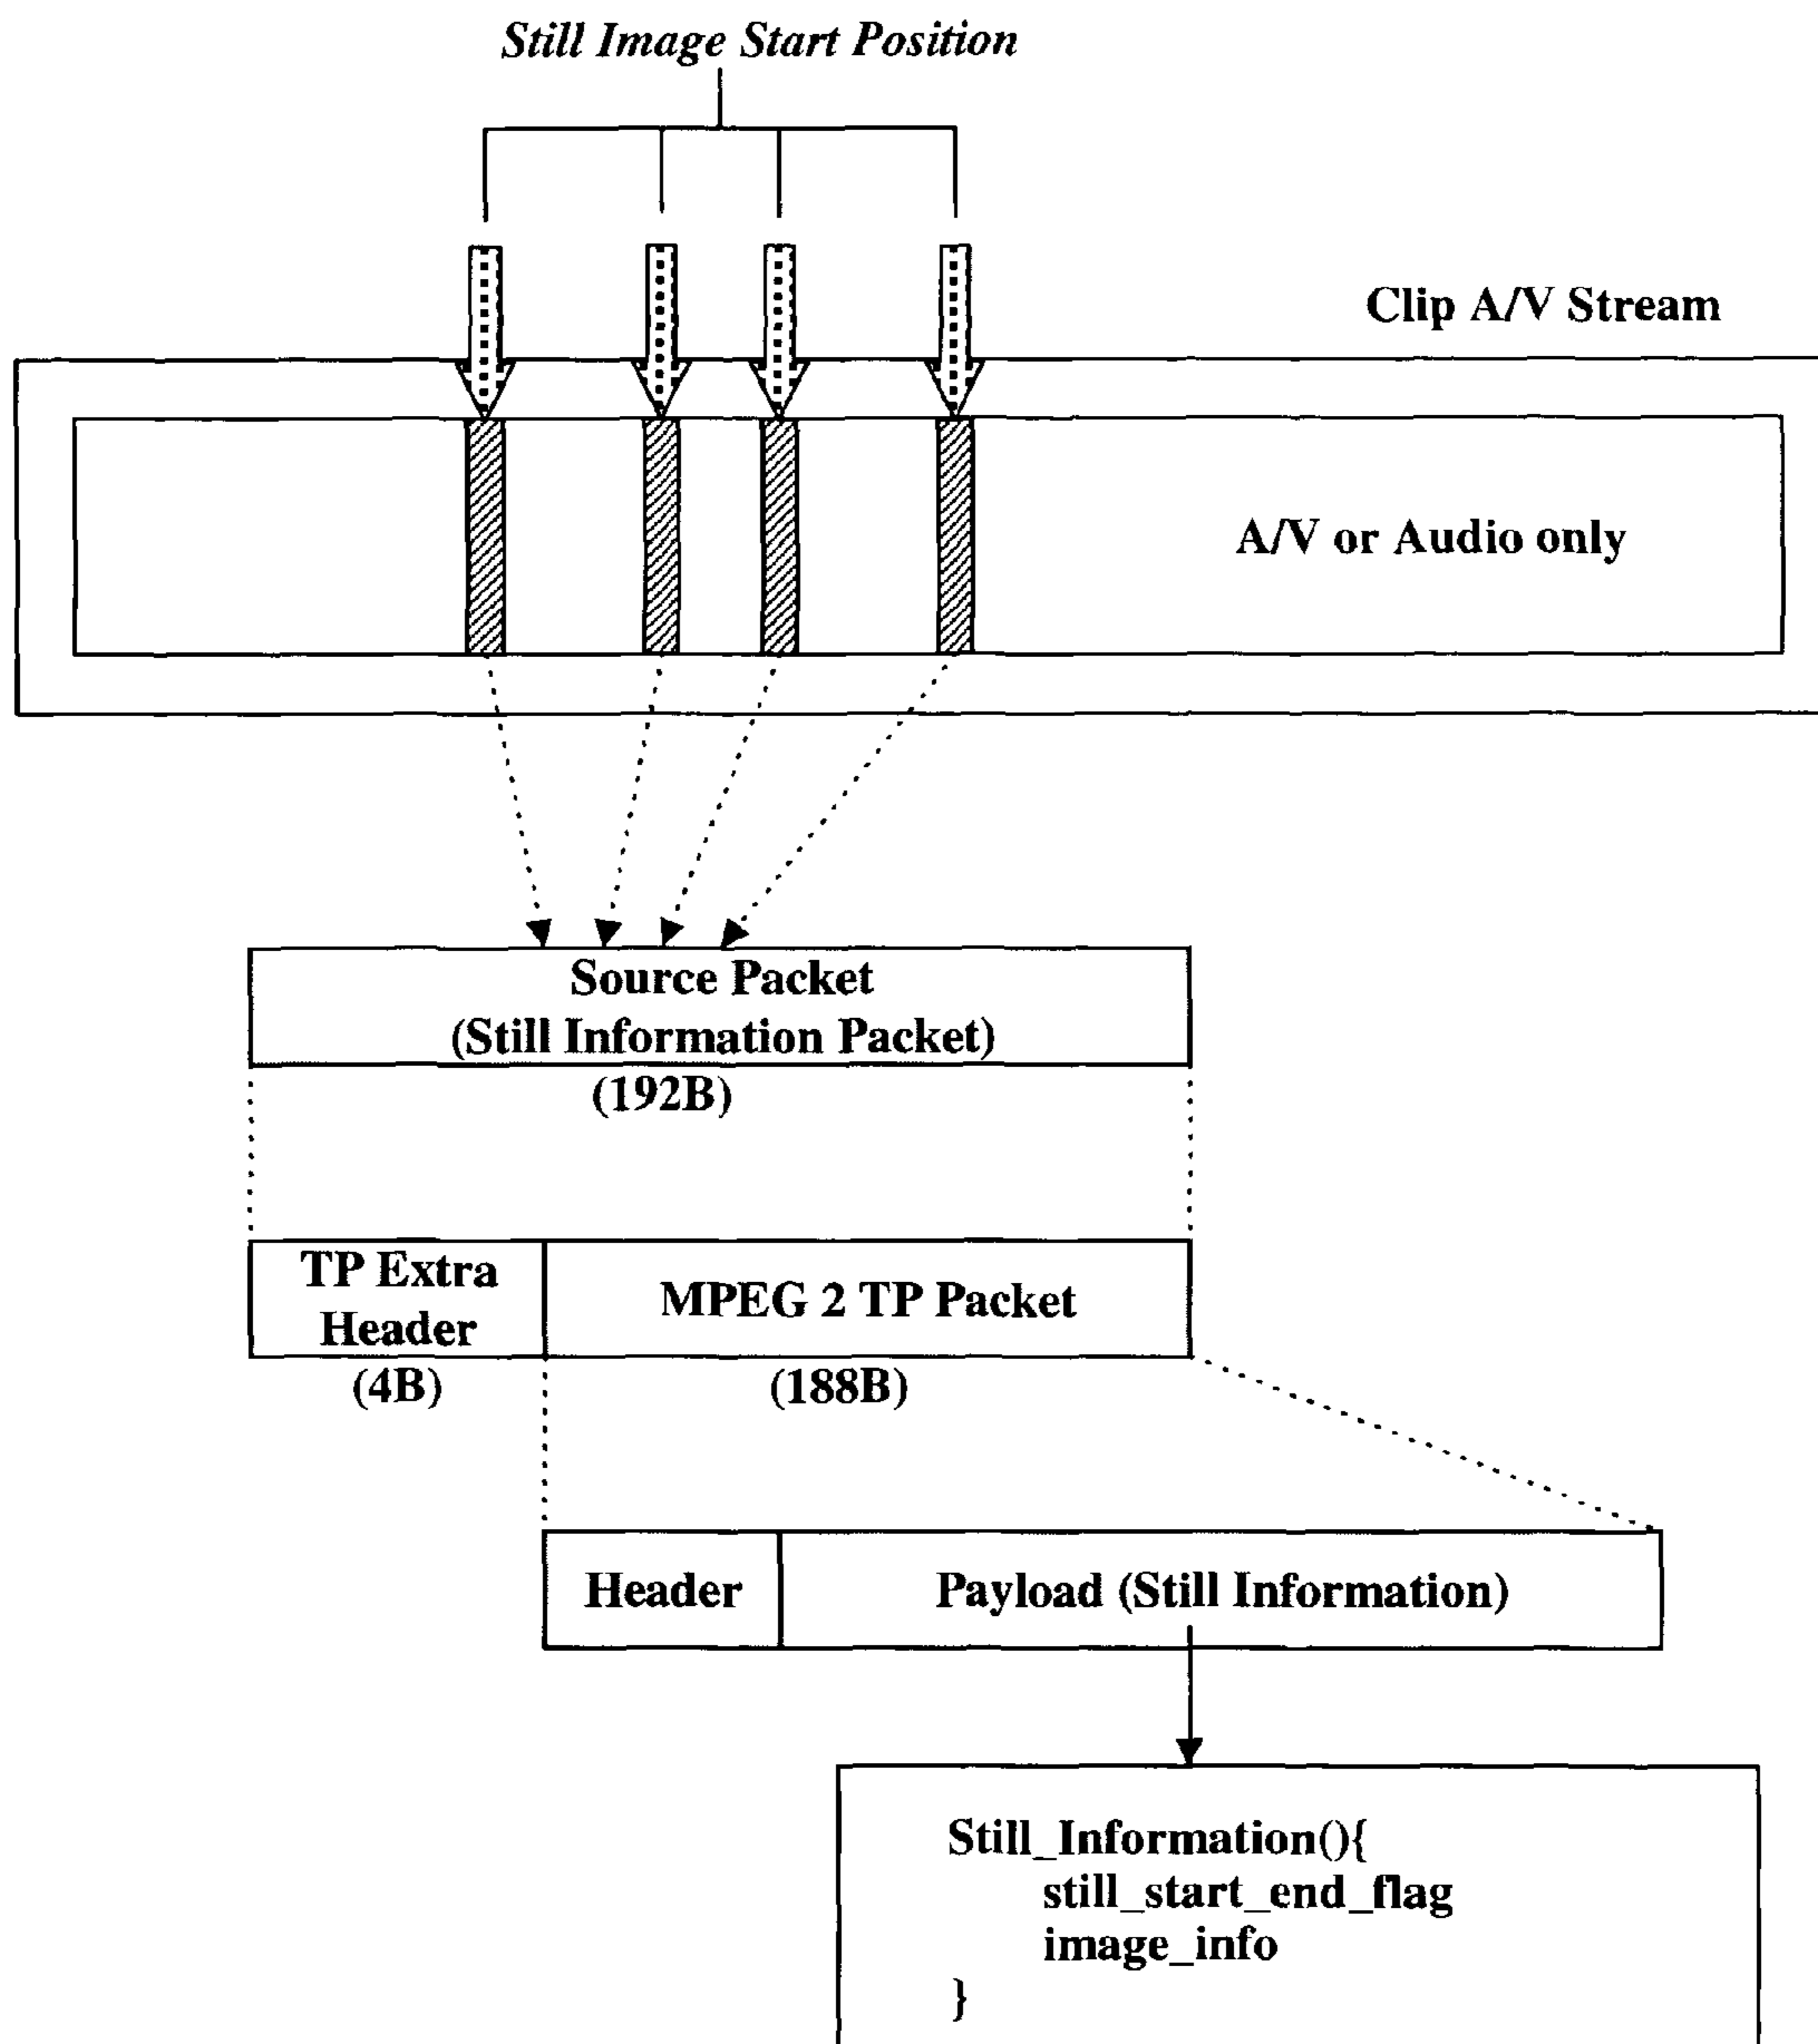 Still Image Start Position
Clip A/V Stream
A/V or Audio only
Source Packet
(Still Information Packet)
(192B)
TP Extra
Header
MPEG 2 TP Packet
(4B)
(188B)
Header
Payload (Still Information)
Still_Information(){
still_start_end_flag
image_info
}